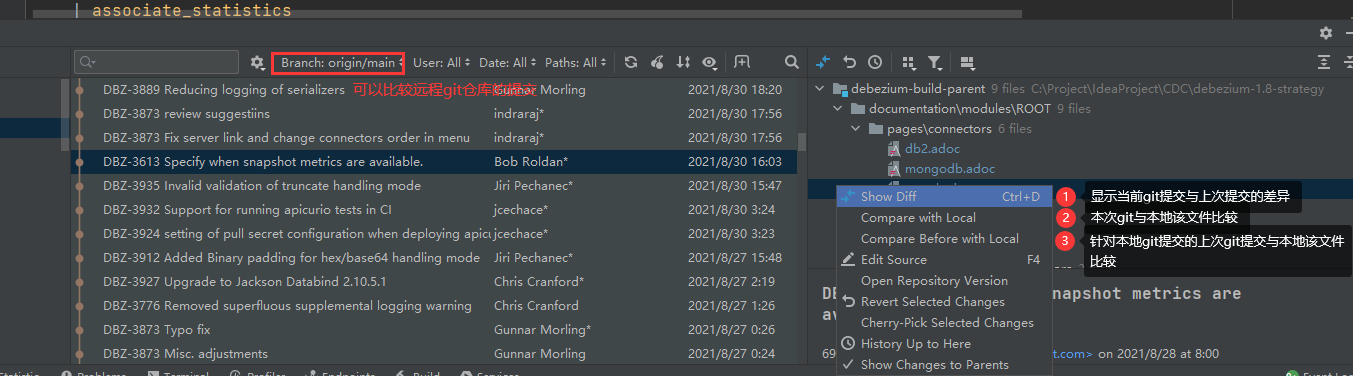 associate_statistics
Branch: origin/main
User: All
Date: All
Paths: All
DBZ-3889 Reducing logging of serializers 可以比较远程git仓库 Gunnar Morling 2021/8/30 18:20
DBZ-3873 review suggestiins indraraj* 2021/8/30 17:56
DBZ-3873 Fix server link and change connectors order in menu indraraj* 2021/8/30 17:56
DBZ-3613 Specify when snapshot metrics are available. Bob Roldan* 2021/8/30 16:03
DBZ-3935 Invalid validation of truncate handling mode Jiri Pechanec* 2021/8/30 15:47
DBZ-3932 Support for running apicurio tests in CI jcechace* 2021/8/30 3:24
DBZ-3924 setting of pull secret configuration when deploying apicu jcechace* 2021/8/30 3:23
DBZ-3912 Added Binary padding for hex/base64 handling mode Jiri Pechanec* 2021/8/27 15:48
DBZ-3927 Upgrade to Jackson Databind 2.10.5.1 Chris Cranford* 2021/8/27 2:19
DBZ-3776 Removed superfluous supplemental logging warning Chris Cranford 2021/8/27 1:26
DBZ-3873 Typo fix Gunnar Morling* 2021/8/27 0:26
DBZ-3873 Misc. adjustments Gunnar Morling 2021/8/27 0:24
debezium-build-parent 9 files C:\Project\IdeaProject\CDC\debezium-1.8-strategy
documentation\modules\ROOT 9 files
pages\connectors 6 files
db2.adoc
mongodb.adoc
Show Diff Ctrl+D
Compare with Local
Compare Before with Local
Edit Source F4
Open Repository Version
Revert Selected Changes
Cherry-Pick Selected Changes
History Up to Here
Show Changes to Parents
1 显示当前git提交与上次提交的差异
2 本次git与本地该文件比较
3 针对本地git提交的上次git提交与本地该文件
比较
napshot metrics are
on 2021/8/28 at 8:00
Problems
Terminal
Profiler
Endpoints
Build
Services